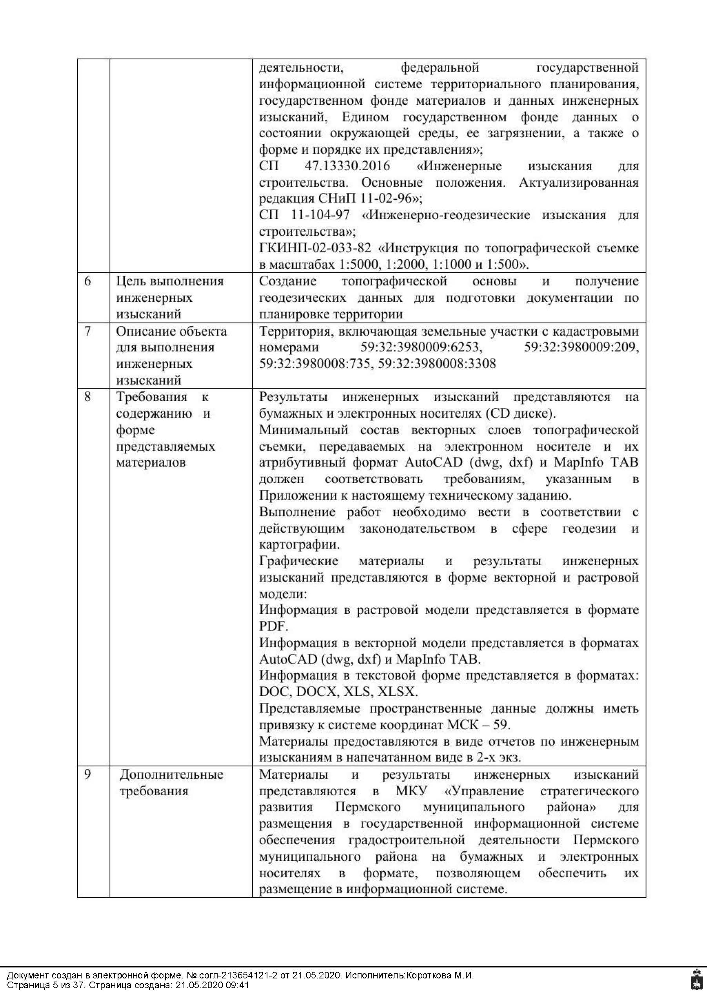 деятельности, федеральной государственной
информационной системе территориального планирования,
государственном фонде материалов и данных инженерных
изысканий, Едином государственном фонде данных о
состоянии окружающей среды, ее загрязнении, а также о
форме и порядке их представления»;
СП 47.13330.2016 «Инженерные изыскания для
строительства. Основные положения. Актуализированная
редакция СНиП 11-02-96»;
СП 11-104-97 «Инженерно-геодезические изыскания для
строительства»;
ГКИНП-02-033-82 «Инструкция по топографической съемке
в масштабах 1:5000, 1:2000, 1:1000 и 1:500».
6
Цель выполнения
инженерных
изысканий
Создание топографической основы и получение
геодезических данных для подготовки документации по
планировке территории
7
Описание объекта
для выполнения
инженерных
изысканий
Территория, включающая земельные участки с кадастровыми
номерами 59:32:3980009:6253, 59:32:3980009:209,
59:32:3980008:735, 59:32:3980008:3308
8
Требования к
содержанию и
форме
представляемых
материалов
Результаты инженерных изысканий представляются на
бумажных и электронных носителях (CD диске).
Минимальный состав векторных слоев топографической
съемки, передаваемых на электронном носителе и их
атрибутивный формат AutoCAD (dwg, dxf) и MapInfo TAB
должен соответствовать требованиям, указанным в
Приложении к настоящему техническому заданию.
Выполнение работ необходимо вести в соответствии с
действующим законодательством в сфере геодезии и
картографии.
Графические материалы и результаты инженерных
изысканий представляются в форме векторной и растровой
модели:
Информация в растровой модели представляется в формате
PDF.
Информация в векторной модели представляется в форматах
AutoCAD (dwg, dxf) и MapInfo TAB.
Информация в текстовой форме представляется в форматах:
DOC, DOCX, XLS, XLSX.
Представляемые пространственные данные должны иметь
привязку к системе координат МСК – 59.
Материалы предоставляются в виде отчетов по инженерным
изысканиям в напечатанном виде в 2-х экз.
9
Дополнительные
требования
Материалы и результаты инженерных изысканий
представляются в МКУ «Управление стратегического
развития Пермского муниципального района» для
размещения в государственной информационной системе
обеспечения градостроительной деятельности Пермского
муниципального района на бумажных и электронных
носителях в формате, позволяющем обеспечить их
размещение в информационной системе.
Документ создан в электронной форме. № согл-213654121-2 от 21.05.2020. Исполнитель:Короткова М.И.
Страница 5 из 37. Страница создана: 21.05.2020 09:41